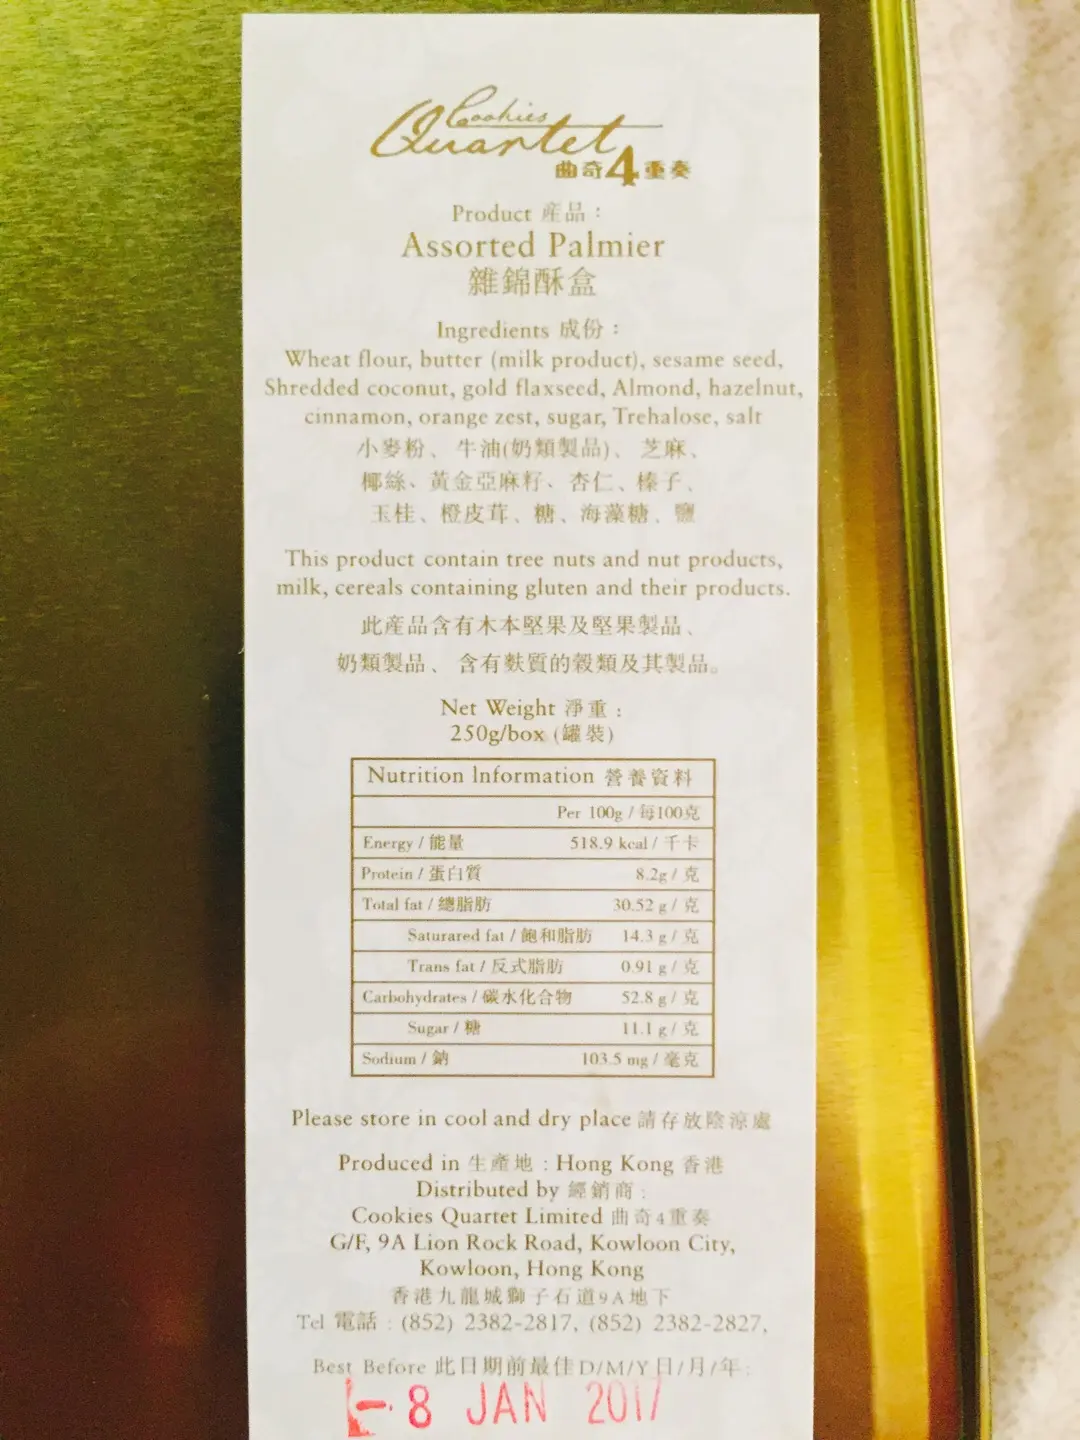 Cookies
Quartet
曲奇4重奏
Product 產品：
Assorted Palmier
雜錦酥盒
Ingredients 成份：
Wheat flour, butter (milk product), sesame seed,
Shredded coconut, gold flaxseed, Almond, hazelnut,
cinnamon, orange zest, sugar, Trehalose, salt
小麥粉、牛油(奶類製品)、芝麻、
椰絲、黃金亞麻籽、杏仁、榛子、
玉桂、橙皮茸、糖、海藻糖、鹽
This product contain tree nuts and nut products,
milk, cereals containing gluten and their products.
此產品含有木本堅果及堅果製品、
奶類製品、含有麩質的穀類及其製品。
Net Weight 淨重：
250g/box (罐裝)
Nutrition Information 營養資料
Per 100g / 每100克
Energy / 能量 518.9 kcal / 千卡
Protein / 蛋白質 8.2g / 克
Total fat / 總脂肪 30.52 g / 克
Saturared fat / 飽和脂肪 14.3 g / 克
Trans fat / 反式脂肪 0.91 g / 克
Carbohydrates / 碳水化合物 52.8 g / 克
Sugar / 糖 11.1 g / 克
Sodium / 鈉 103.5 mg / 毫克
Please store in cool and dry place 請存放陰涼處
Produced in 生產地：Hong Kong 香港
Distributed by 經銷商：
Cookies Quartet Limited 曲奇4重奏
G/F, 9A Lion Rock Road, Kowloon City,
Kowloon, Hong Kong
香港九龍城獅子石道9A地下
Tel 電話：(852) 2382-2817, (852) 2382-2827,
Best Before 此日期前最佳D/M/Y日/月/年：
-8 JAN 2017